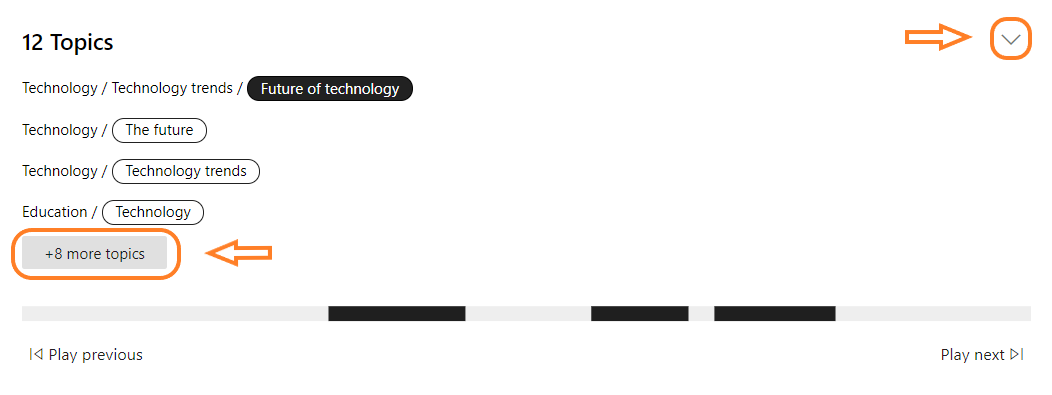 12 Topics
Technology / Technology trends / Future of technology
Technology / The future
Technology / Technology trends
Education / Technology
+8 more topics
Play previous
Play next